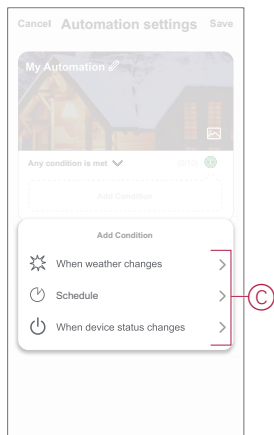 Cancel Automation settings Save
My Automation
Any condition is met
Add Condition
Add Condition
When weather changes
Schedule
When device status changes
C